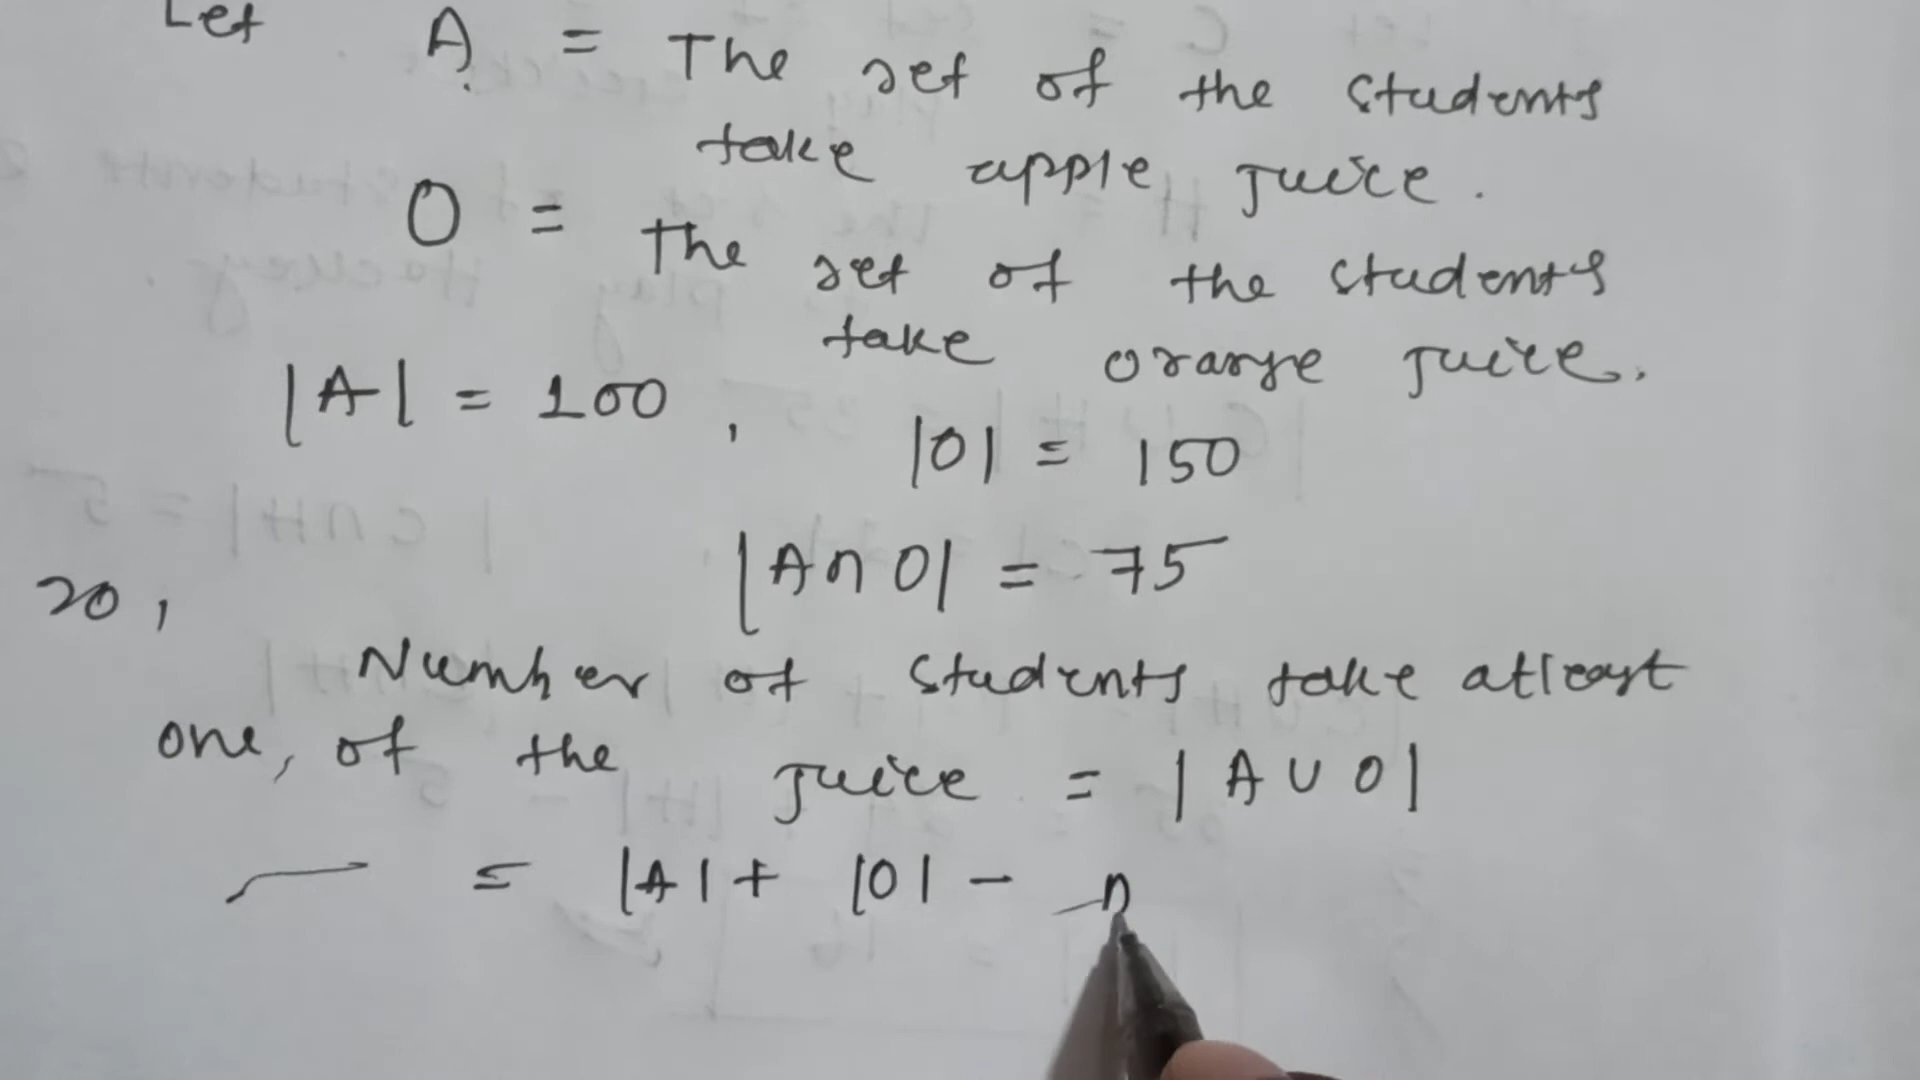 Let A = The set of the students
take apple juice.
O = The set of the students
take orange juice.
|A| = 100, |O| = 150
|A∩O| = 75
so,
Number of students take atleast
one, of the juice = |A∪O|
= |A| + |O| -